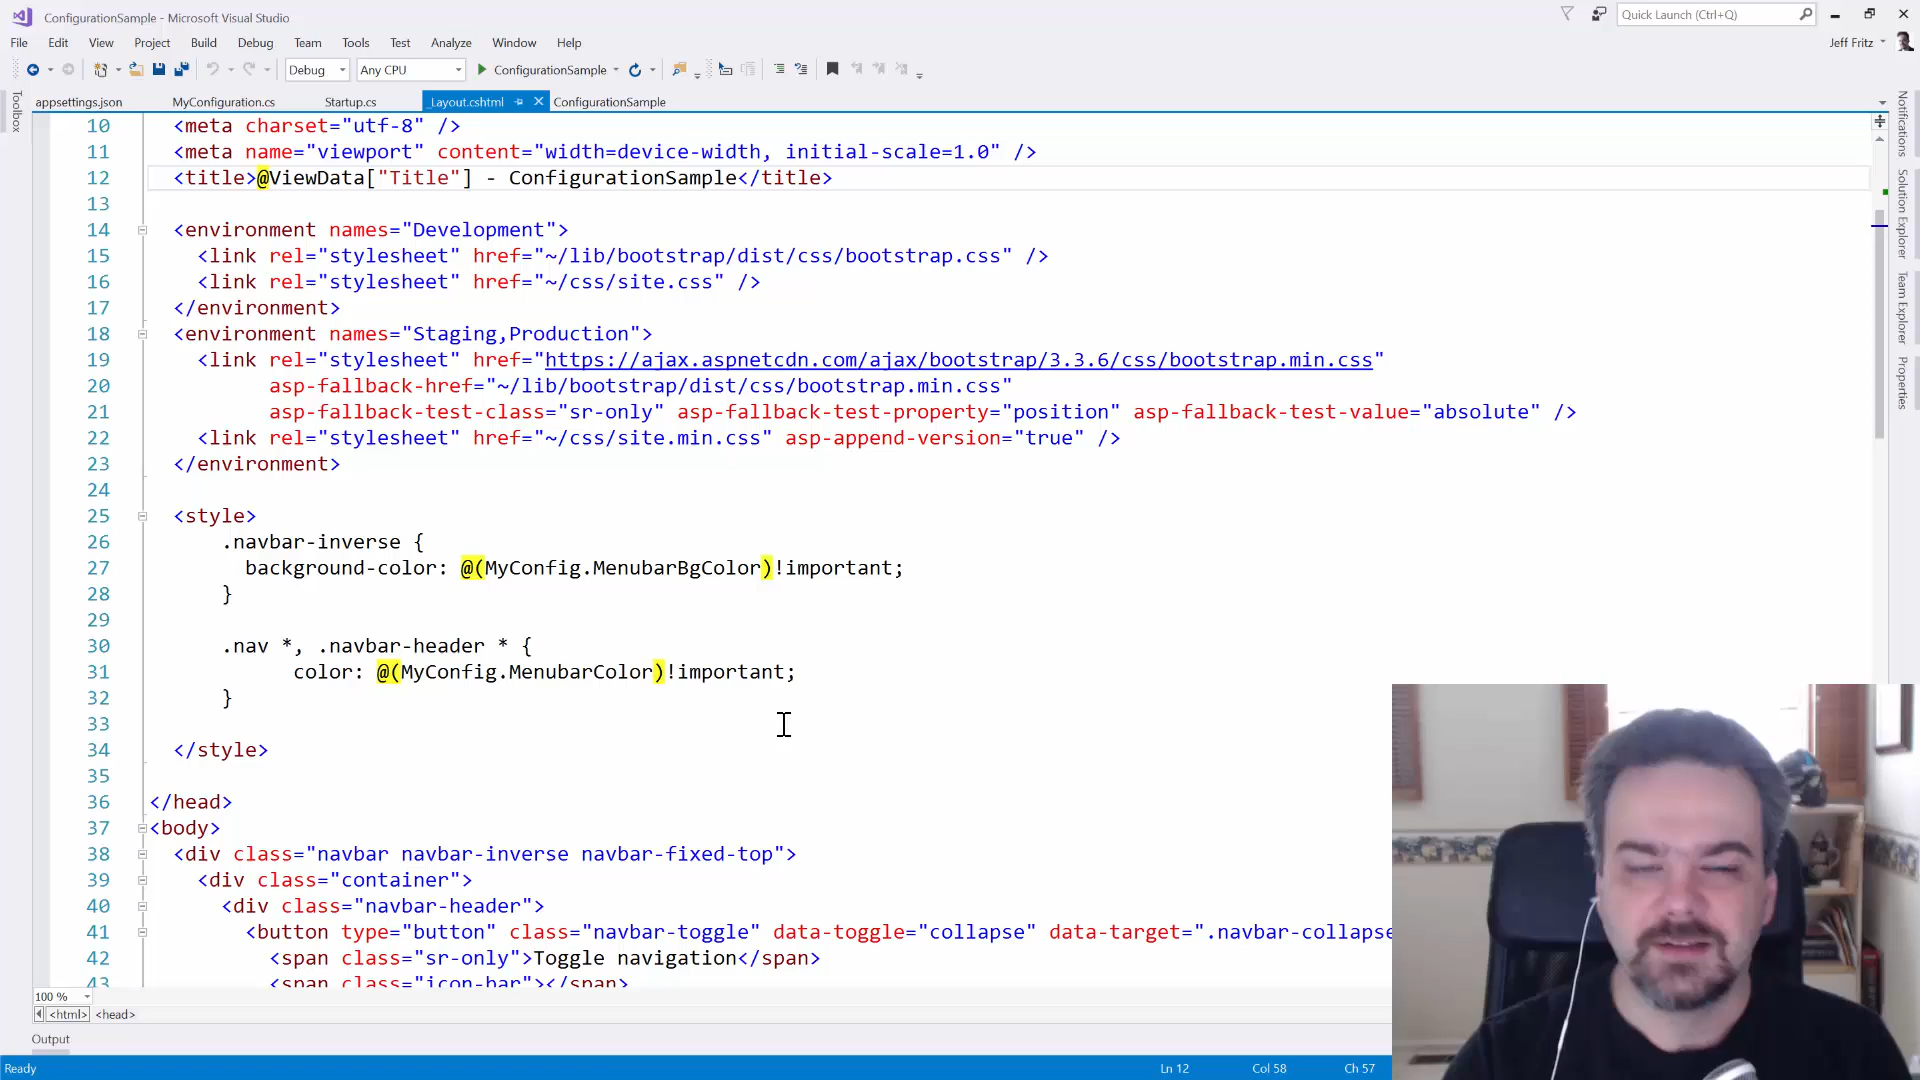 ConfigurationSample - Microsoft Visual Studio
Quick Launch (Ctrl+Q)
File Edit View Project Build Debug Team Tools Test Analyze Window Help
Jeff Fritz
Debug Any CPU ConfigurationSample
Toolbox
appsettings.json MyConfiguration.cs Startup.cs _Layout.cshtml ConfigurationSample
10 <meta charset="utf-8" />
11 <meta name="viewport" content="width=device-width, initial-scale=1.0" />
12 <title>@ViewData["Title"] - ConfigurationSample</title>
13
14 <environment names="Development">
15 <link rel="stylesheet" href="~/lib/bootstrap/dist/css/bootstrap.css" />
16 <link rel="stylesheet" href="~/css/site.css" />
17 </environment>
18 <environment names="Staging,Production">
19 <link rel="stylesheet" href="https://ajax.aspnetcdn.com/ajax/bootstrap/3.3.6/css/bootstrap.min.css"
20 asp-fallback-href="~/lib/bootstrap/dist/css/bootstrap.min.css"
21 asp-fallback-test-class="sr-only" asp-fallback-test-property="position" asp-fallback-test-value="absolute" />
22 <link rel="stylesheet" href="~/css/site.min.css" asp-append-version="true" />
23 </environment>
24
25 <style>
26 .navbar-inverse {
27 background-color: @(MyConfig.MenubarBgColor)!important;
28 }
29
30 .nav *, .navbar-header * {
31 color: @(MyConfig.MenubarColor)!important;
32 }
33
34 </style>
35
36 </head>
37 <body>
38 <div class="navbar navbar-inverse navbar-fixed-top">
39 <div class="container">
40 <div class="navbar-header">
41 <button type="button" class="navbar-toggle" data-toggle="collapse" data-target=".navbar-collapse
42 <span class="sr-only">Toggle navigation</span>
43 <span class="icon-bar"></span>
Notifications
Solution Explorer
Team Explorer
Properties
100 %
<html> <head>
Output
Ready Ln 12 Col 58 Ch 57